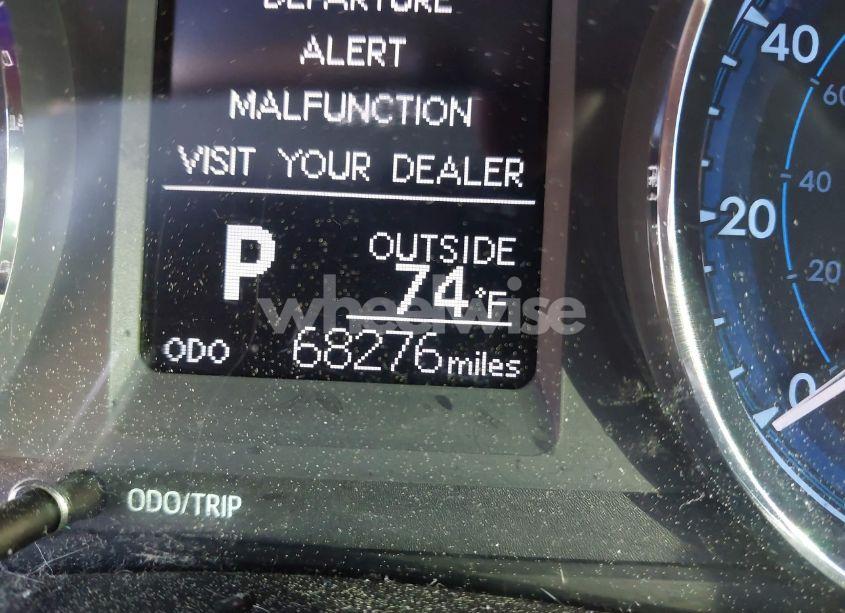 DEPARTURE
ALERT
MALFUNCTION
VISIT YOUR DEALER
P
OUTSIDE
74°F
ODO 68276 miles
wheelwise
ODO/TRIP
40
60
40
20
20
0